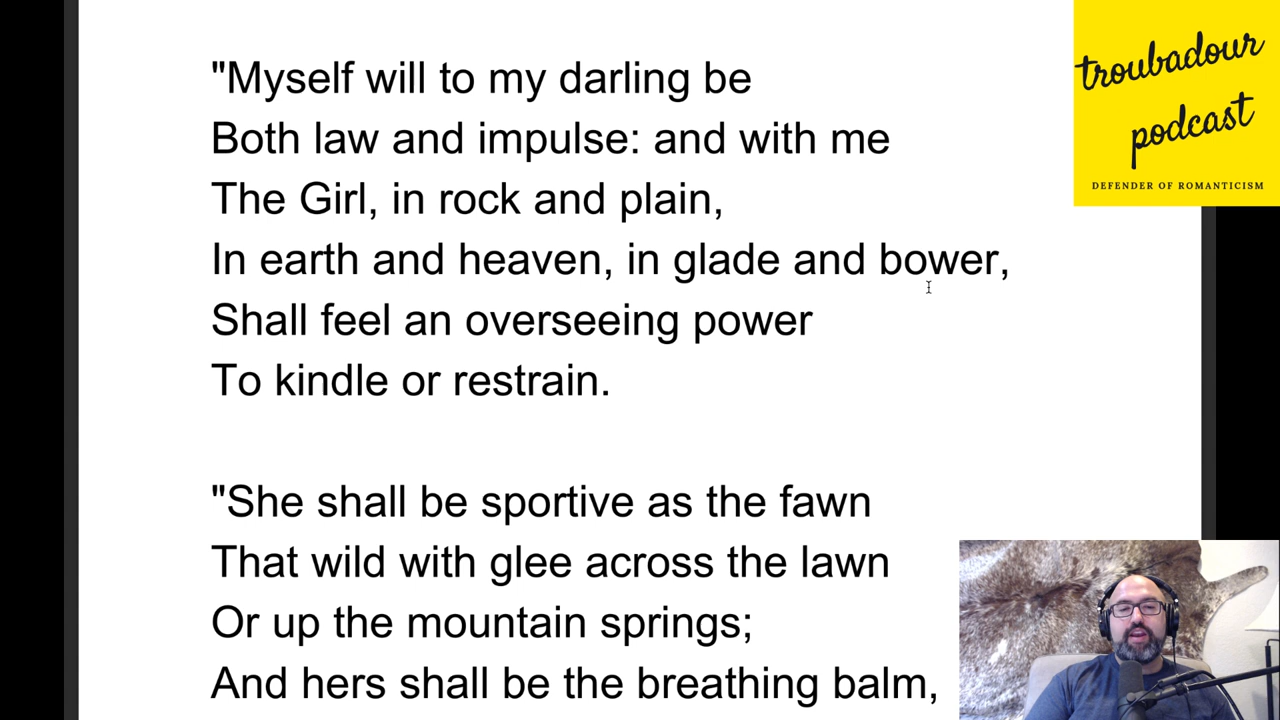 "Myself will to my darling be
Both law and impulse: and with me
The Girl, in rock and plain,
In earth and heaven, in glade and bower,
Shall feel an overseeing power
To kindle or restrain.
"She shall be sportive as the fawn
That wild with glee across the lawn
Or up the mountain springs;
And hers shall be the breathing balm,
troubadour
podcast
DEFENDER OF ROMANTICISM